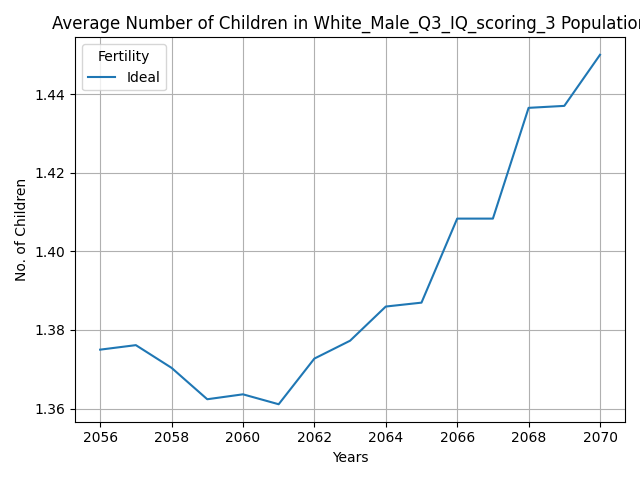 Average Number of Children in White_Male_Q3_IQ_scoring_3 Population
Fertility
Ideal
1.44
1.42
1.40
1.38
1.36
No. of Children
2056 2058 2060 2062 2064 2066 2068 2070
Years